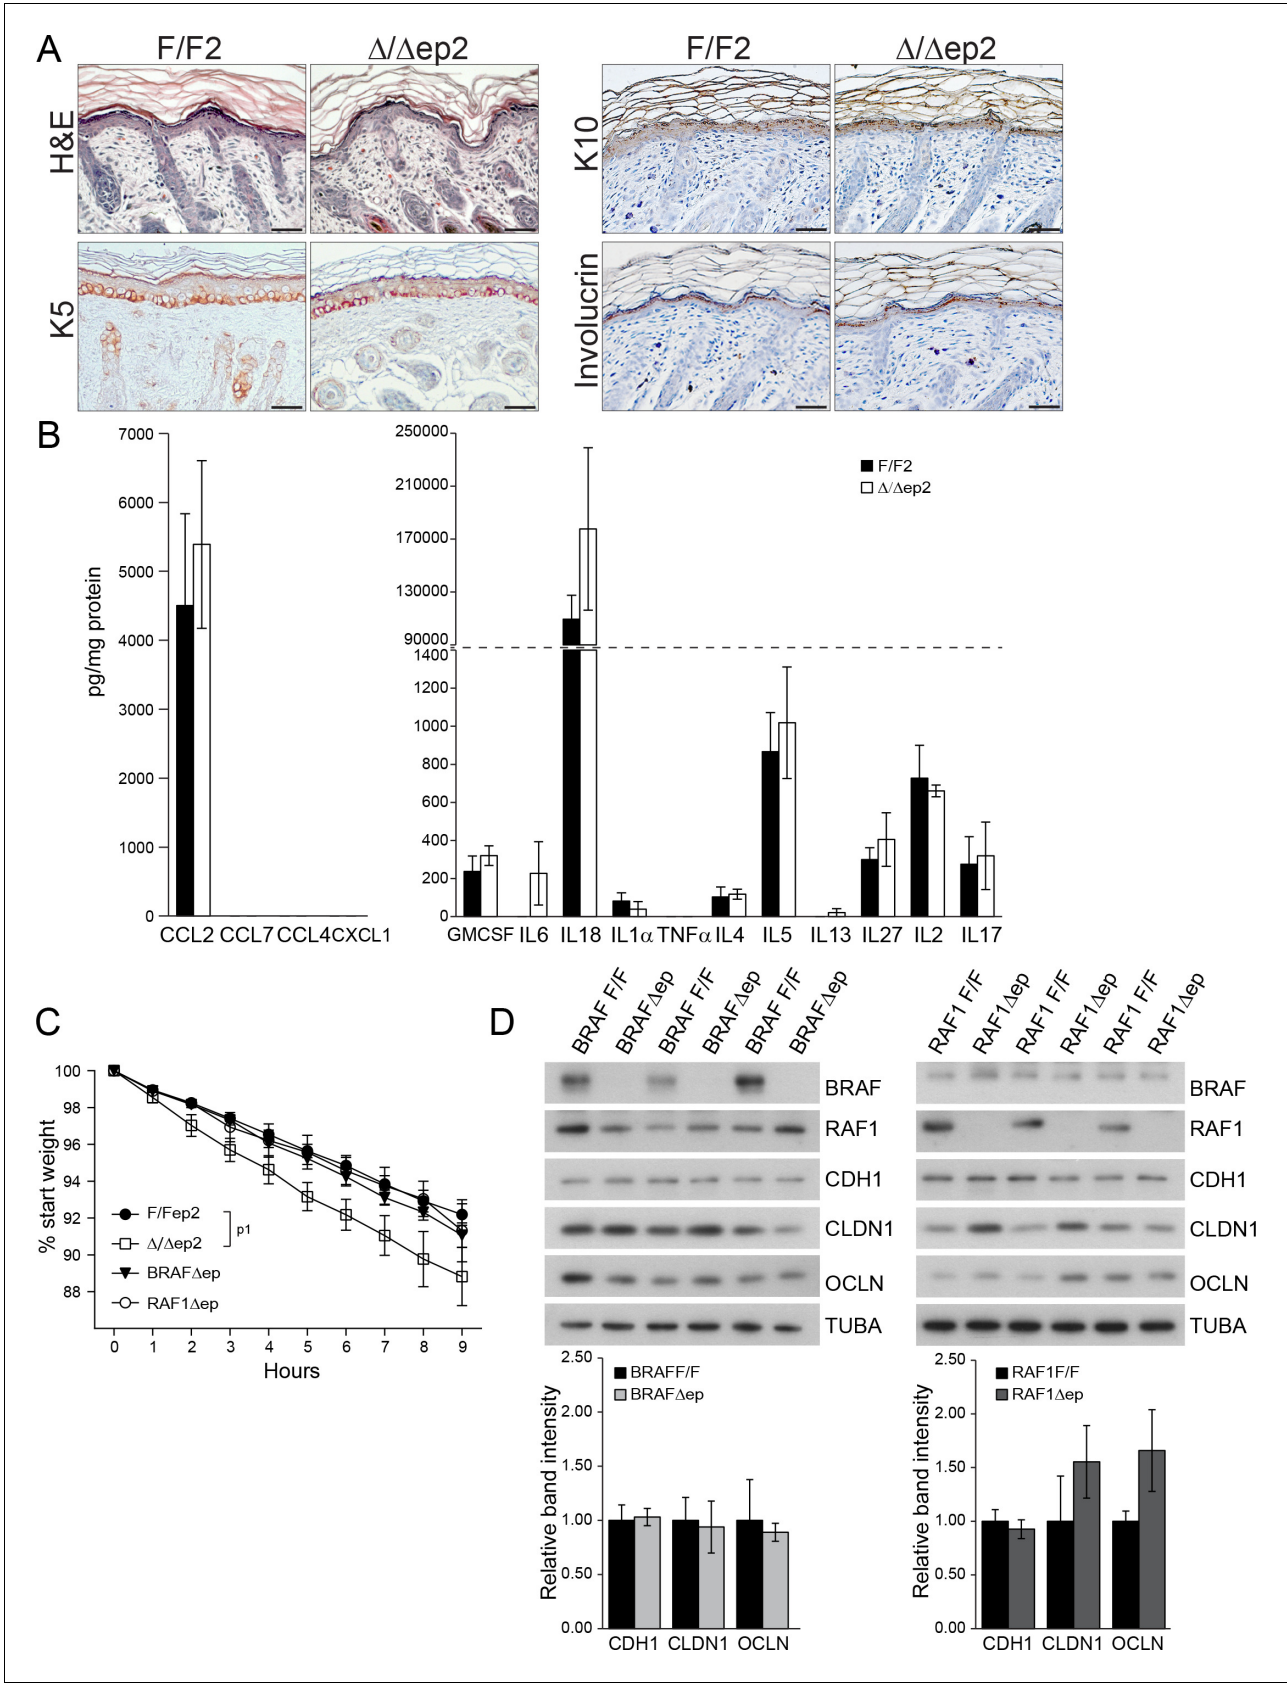 A
F/F2
Δ/Δep2
F/F2
Δ/Δep2
H&E
K10
K5
Involucrin
B
pg/mg protein
7000
6000
5000
4000
3000
2000
1000
0
CCL2 CCL7 CCL4 CXCL1
250000
210000
170000
130000
90000
1400
1200
1000
800
600
400
200
0
F/F2
Δ/Δep2
GMCSF IL6 IL18 IL1α TNFα IL4 IL5 IL13 IL27 IL2 IL17
C
% start weight
100
98
96
94
92
90
88
F/Fep2
Δ/Δep2
p1
BRAFΔep
RAF1Δep
0 1 2 3 4 5 6 7 8 9
Hours
D
BRAF F/F
BRAFΔep
BRAF F/F
BRAFΔep
BRAF F/F
BRAFΔep
BRAF
RAF1
CDH1
CLDN1
OCLN
TUBA
RAF1 F/F
RAF1Δep
RAF1 F/F
RAF1Δep
RAF1 F/F
RAF1Δep
BRAF
RAF1
CDH1
CLDN1
OCLN
TUBA
Relative band intensity
2.50
2.00
1.50
1.00
0.50
0.00
BRAFF/F
BRAFΔep
CDH1 CLDN1 OCLN
Relative band intensity
2.50
2.00
1.50
1.00
0.50
0.00
RAF1F/F
RAF1Δep
CDH1 CLDN1 OCLN